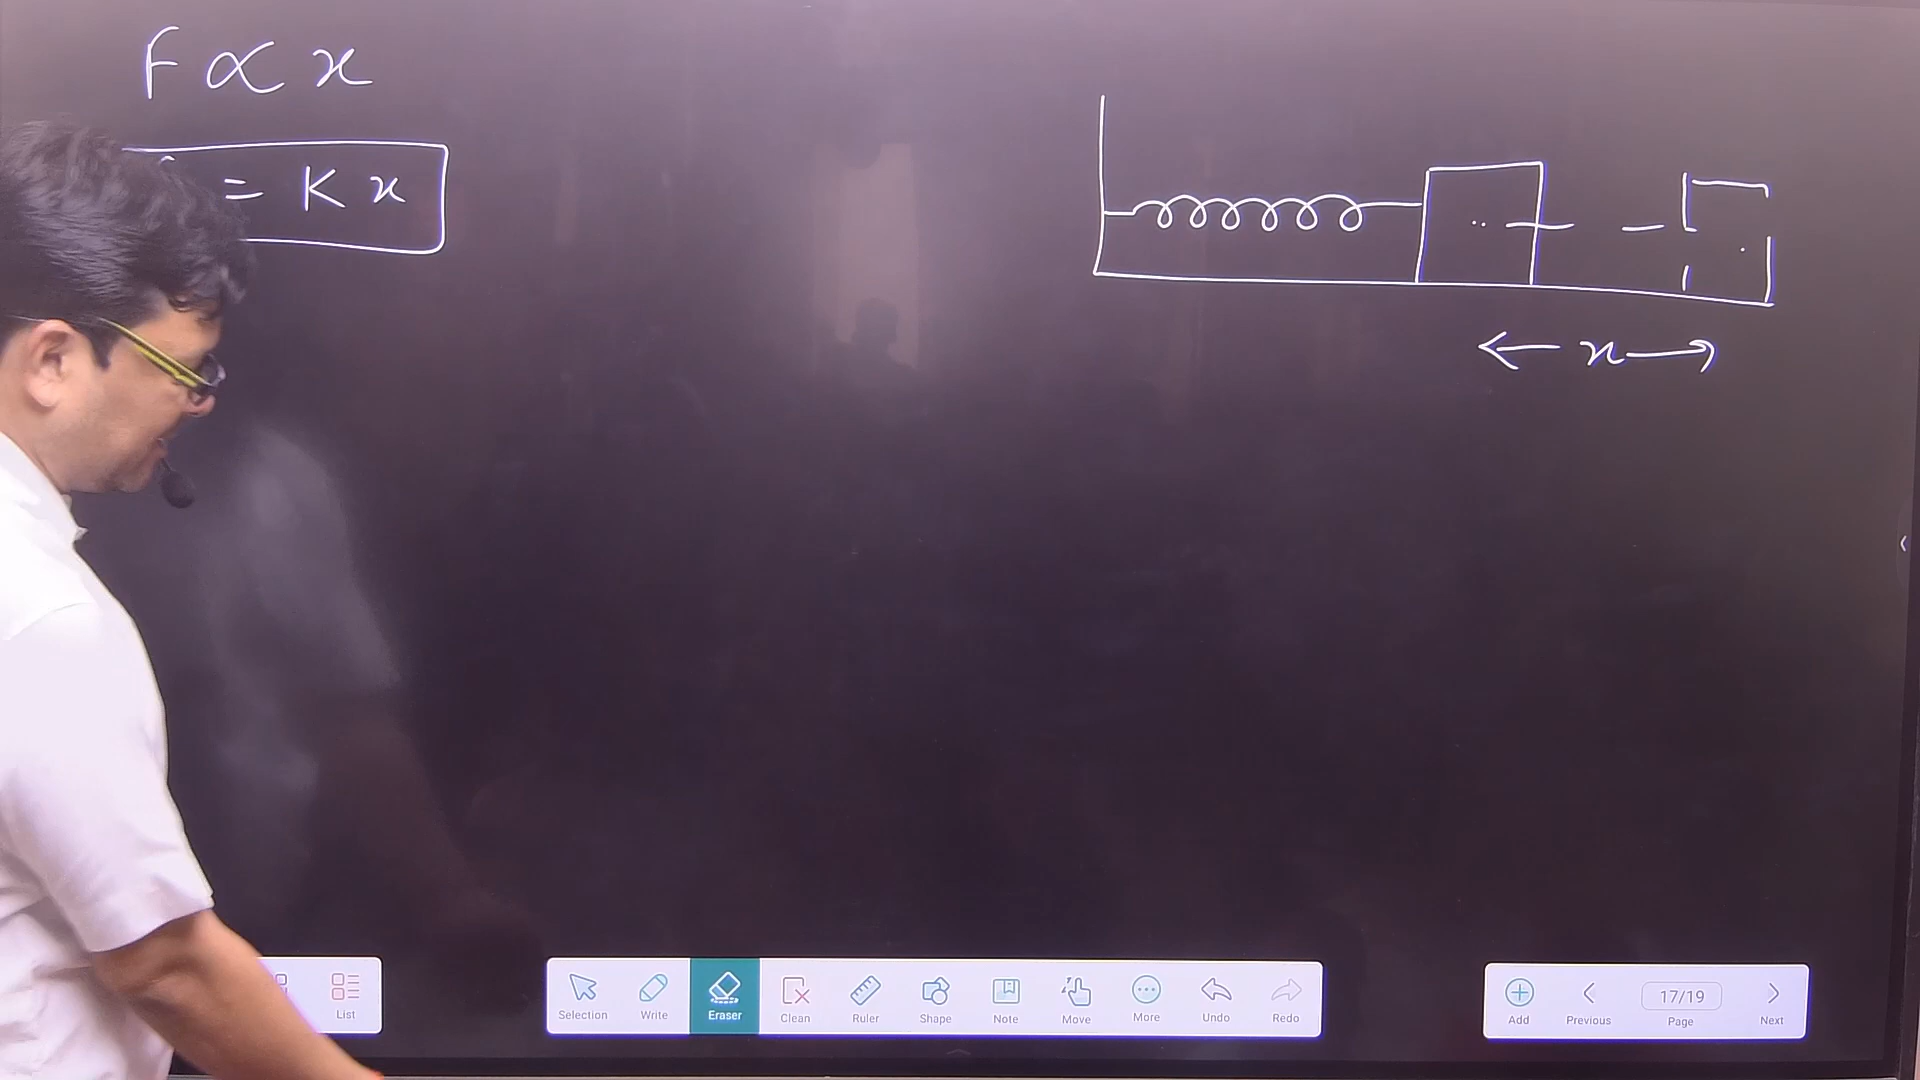 F ∝ x
= K x
← x →
List
Selection Write Eraser Clean Ruler Shape Note Move More Undo Redo
Add Previous 17/19 Page Next